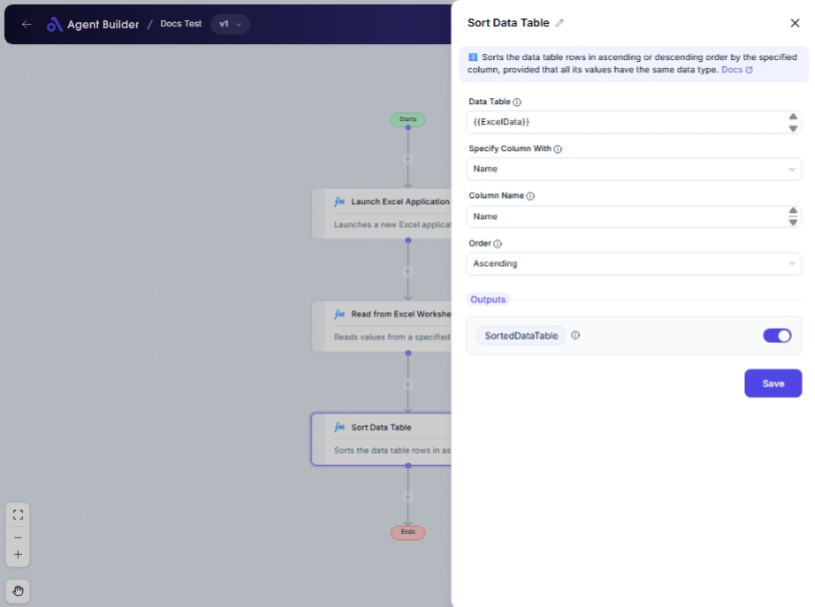 Agent Builder / Docs Test v1
Starts
Launch Excel Application
Launches a new Excel applicat
Read from Excel Workshe
Reads values from a specified
Sort Data Table
Sorts the data table rows in as
Ends
Sort Data Table
Sorts the data table rows in ascending or descending order by the specified
column, provided that all its values have the same data type. Docs
Data Table
{{ExcelData}}
Specify Column With
Name
Column Name
Name
Order
Ascending
Outputs
SortedDataTable
Save